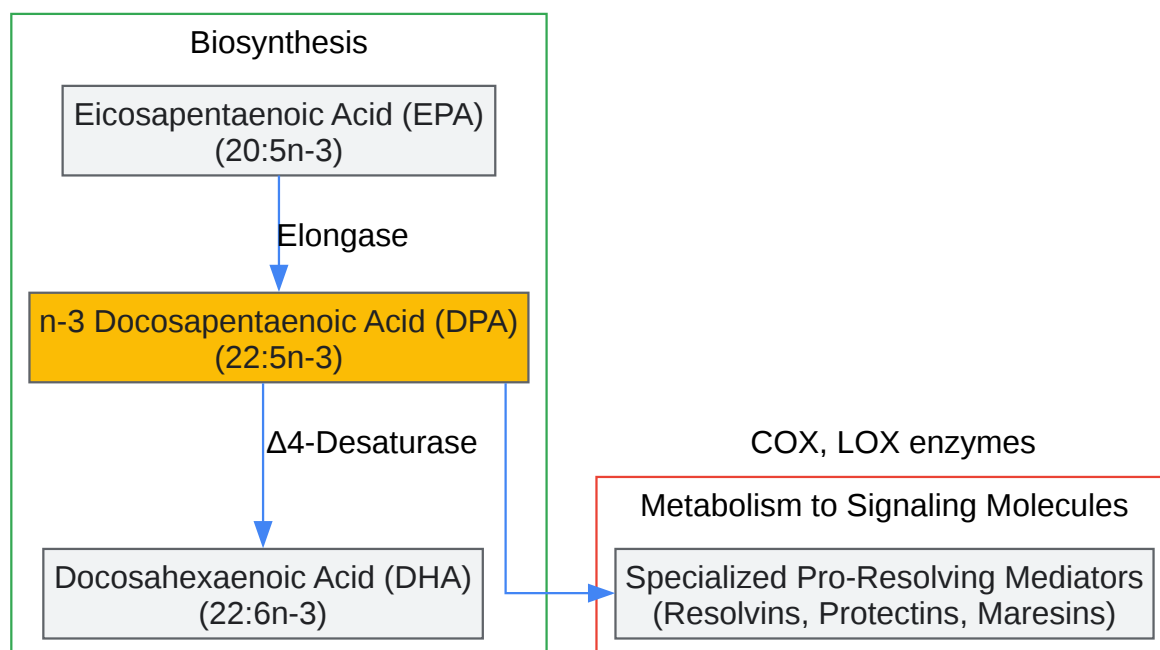 Biosynthesis
Eicosapentaenoic Acid (EPA)
(20:5n-3)
Elongase
n-3 Docosapentaenoic Acid (DPA)
(22:5n-3)
Δ4-Desaturase
Docosahexaenoic Acid (DHA)
(22:6n-3)
COX, LOX enzymes
Metabolism to Signaling Molecules
Specialized Pro-Resolving Mediators
(Resolvins, Protectins, Maresins)